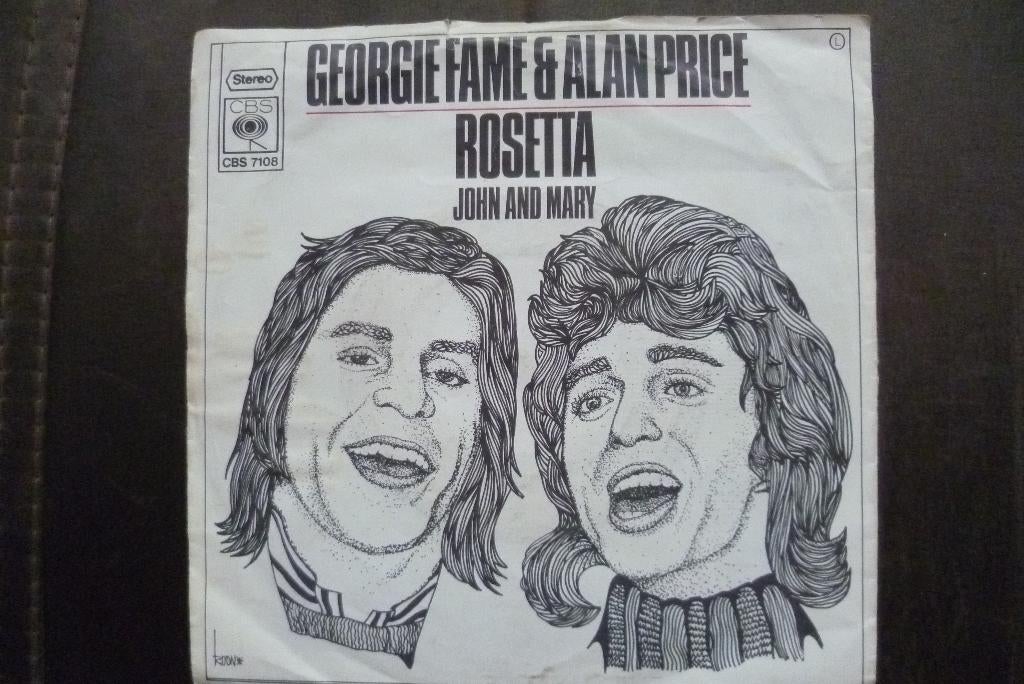 GEORGIE FAME & ALAN PRICE
Stereo
CBS
CBS 7108
ROSETTA
JOHN AND MARY
L